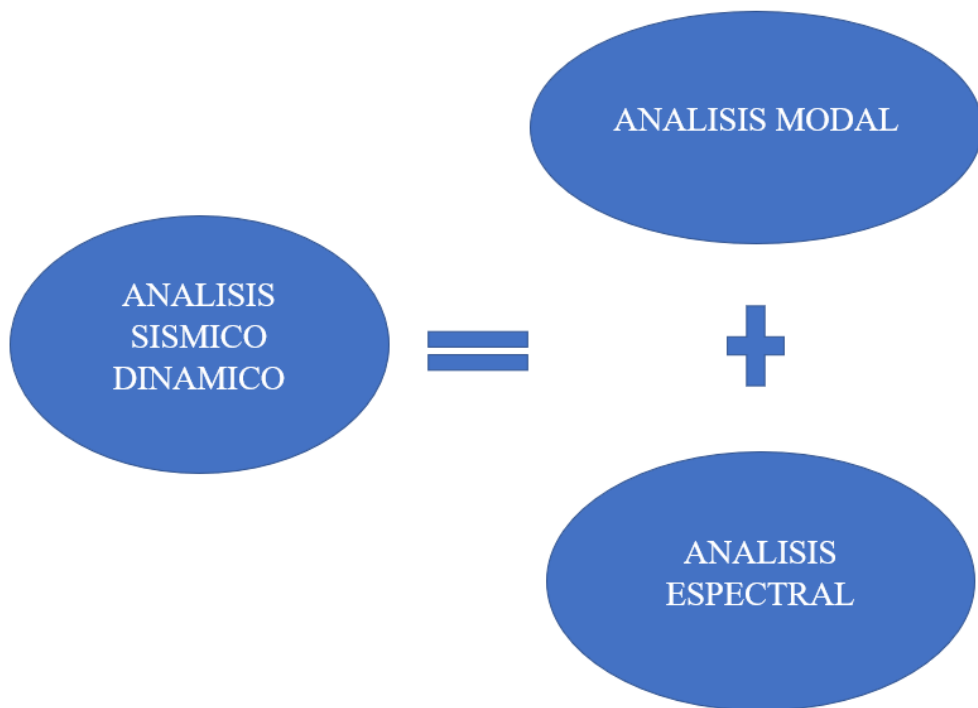 ANALISIS
SISMICO
DINAMICO
ANALISIS MODAL
ANALISIS
ESPECTRAL